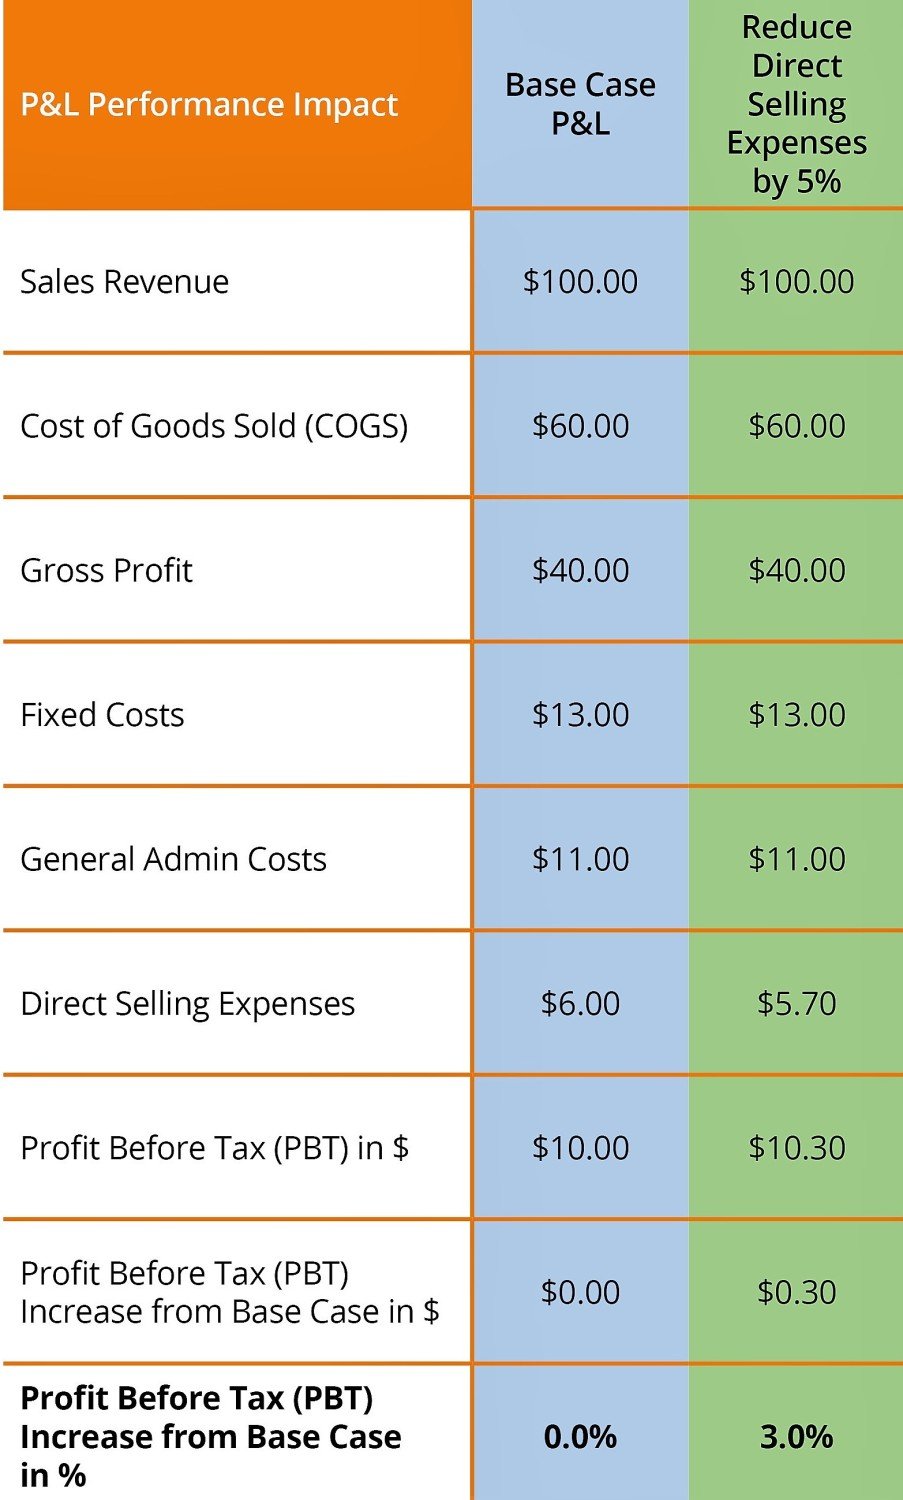 P&L Performance Impact
Base Case
P&L
Reduce
Direct
Selling
Expenses
by 5%
Sales Revenue $100.00 $100.00
Cost of Goods Sold (COGS) $60.00 $60.00
Gross Profit $40.00 $40.00
Fixed Costs $13.00 $13.00
General Admin Costs $11.00 $11.00
Direct Selling Expenses $6.00 $5.70
Profit Before Tax (PBT) in $ $10.00 $10.30
Profit Before Tax (PBT)
Increase from Base Case in $ $0.00 $0.30
Profit Before Tax (PBT)
Increase from Base Case 0.0% 3.0%
in %